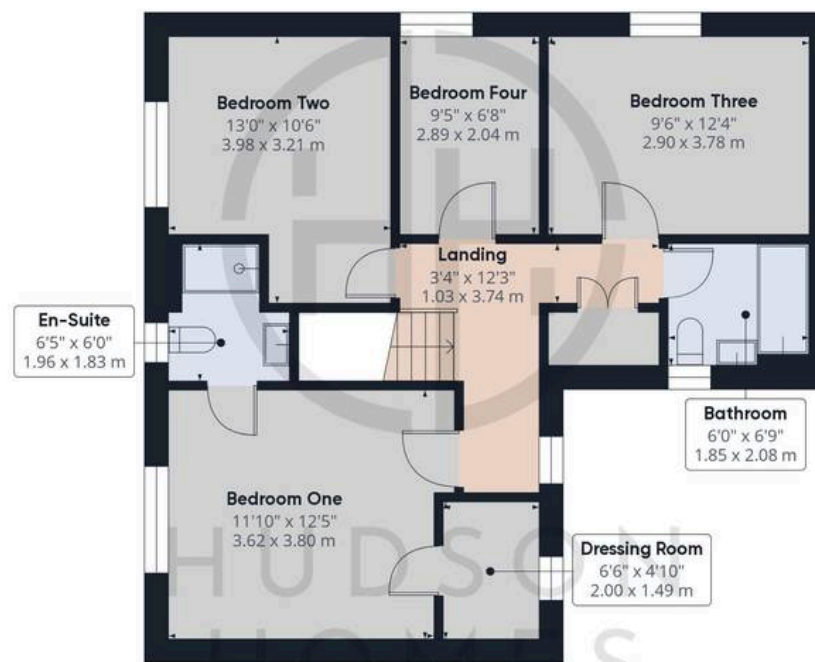 Bedroom Two
13'0" x 10'6"
3.98 x 3.21 m
Bedroom Four
9'5" x 6'8"
2.89 x 2.04 m
Bedroom Three
9'6" x 12'4"
2.90 x 3.78 m
Landing
3'4" x 12'3"
1.03 x 3.74 m
En-Suite
6'5" x 6'0"
1.96 x 1.83 m
Bathroom
6'0" x 6'9"
1.85 x 2.08 m
Bedroom One
11'10" x 12'5"
3.62 x 3.80 m
Dressing Room
6'6" x 4'10"
2.00 x 1.49 m
HUDSON
HOMES